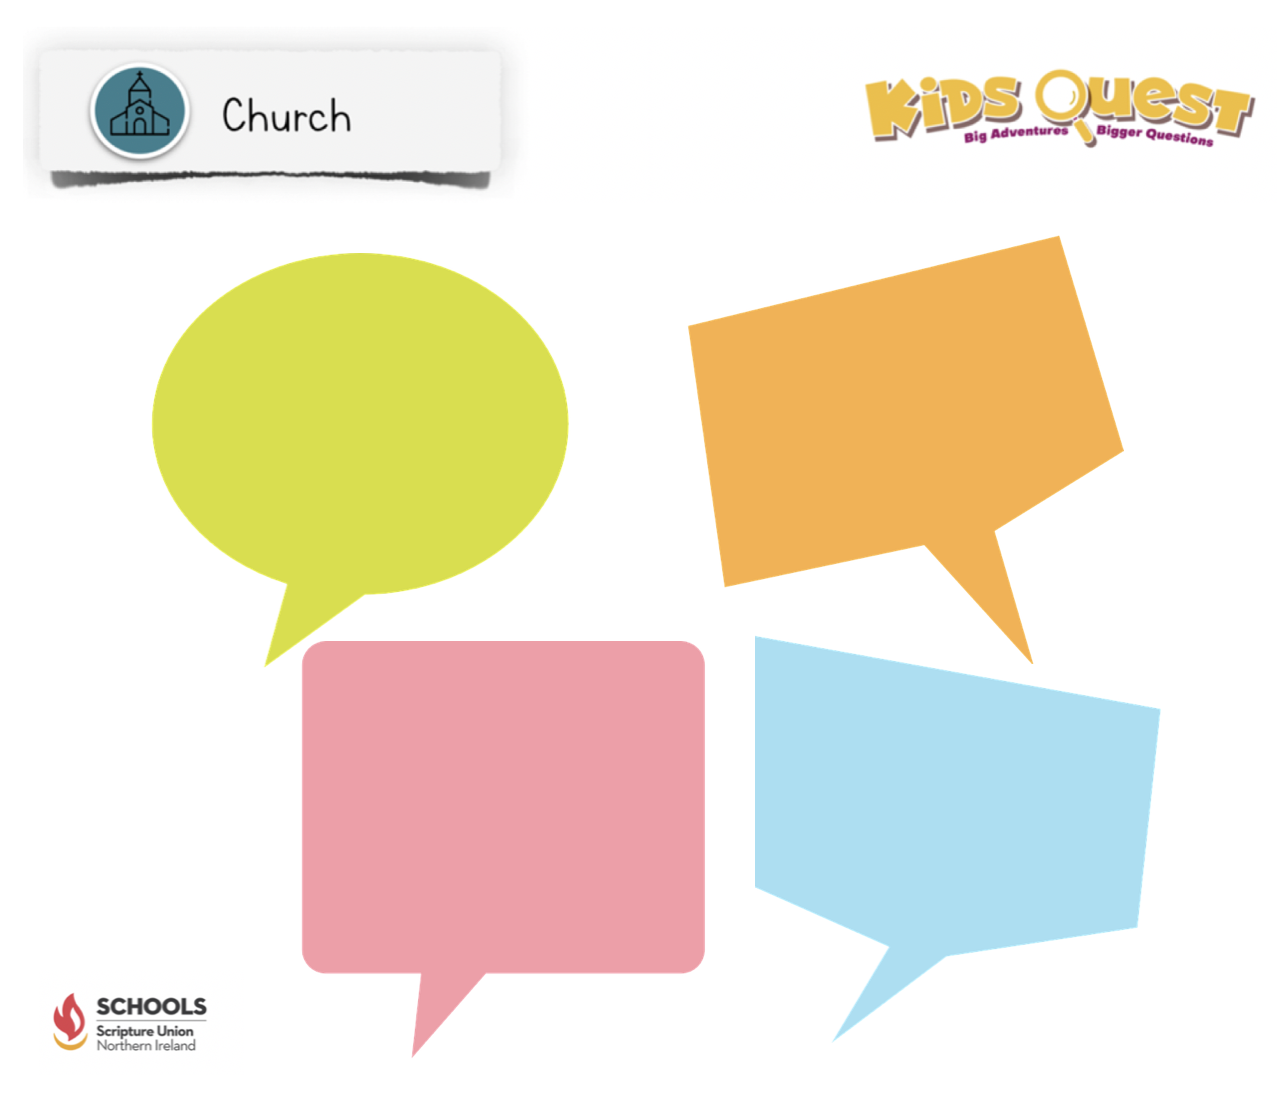 Church
KiDS QUEST
Big Adventures Bigger Questions
SCHOOLS
Scripture Union
Northern Ireland